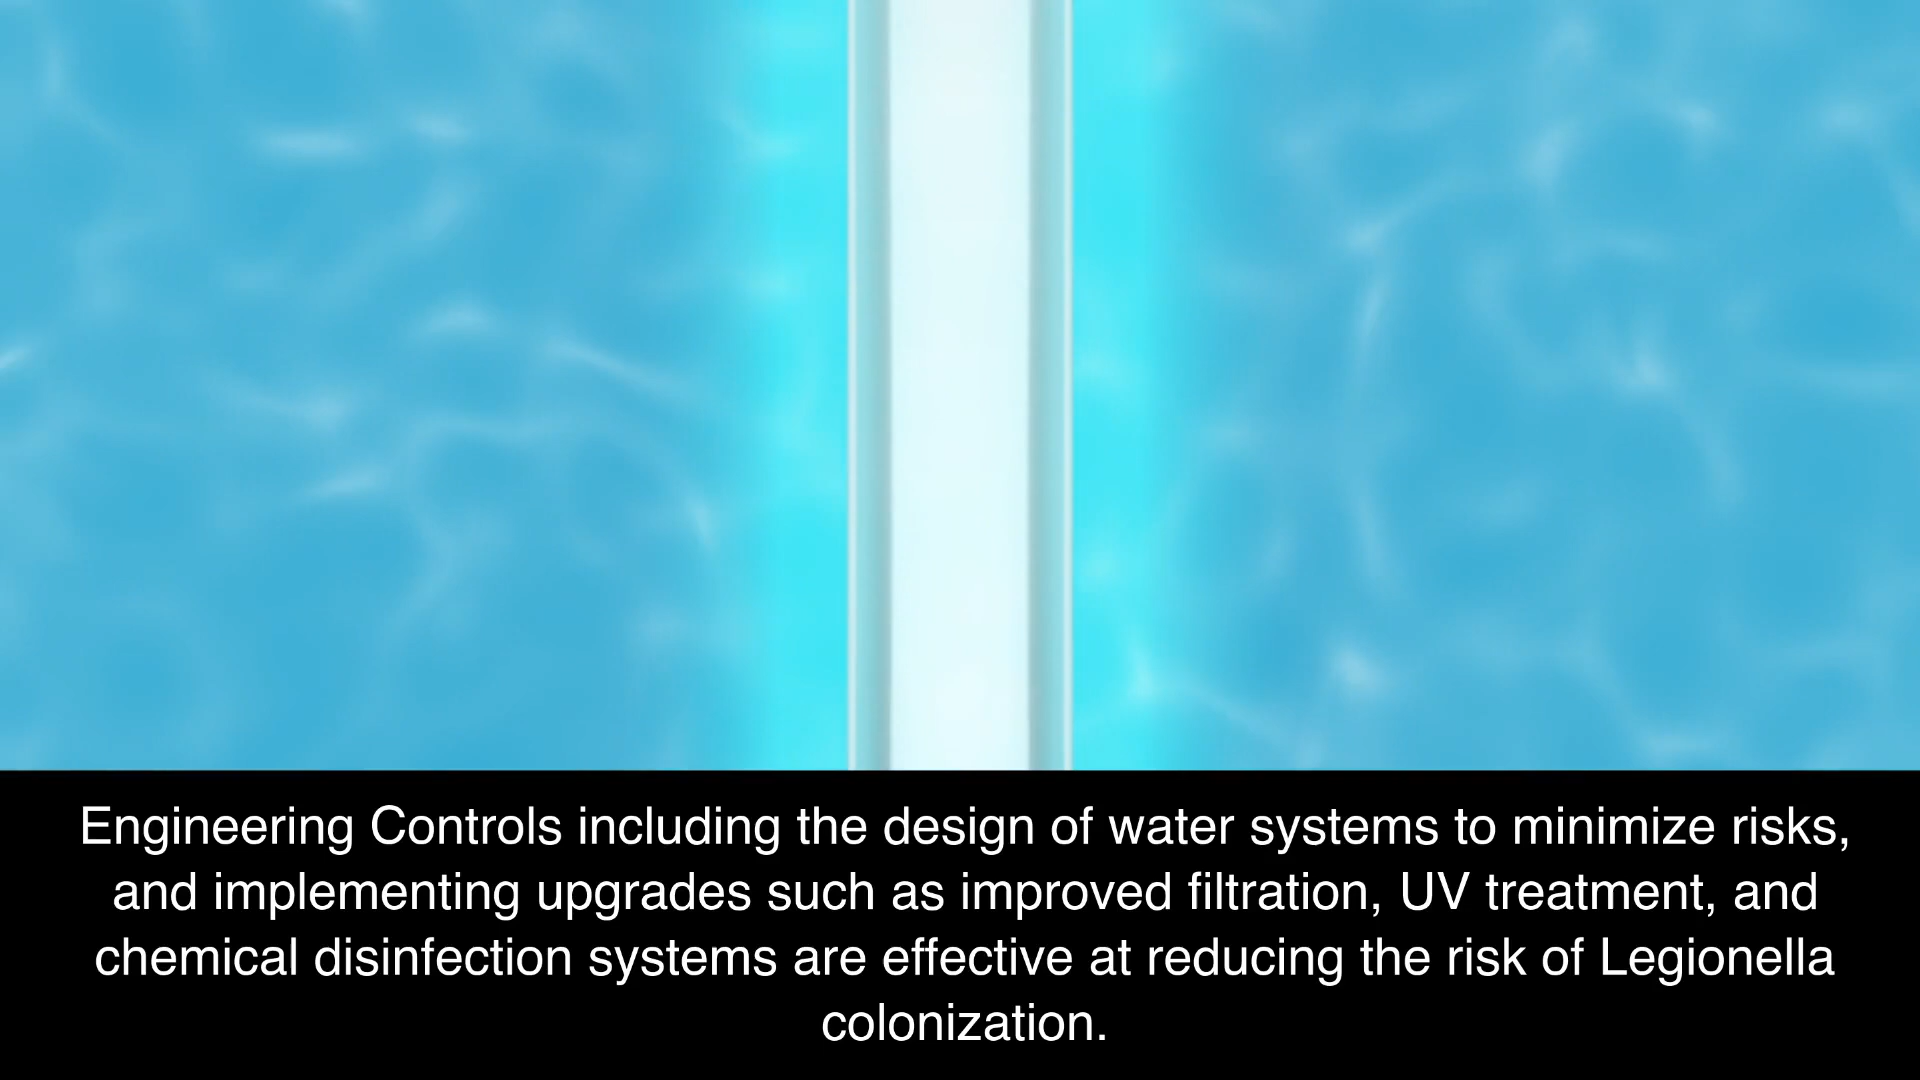 Engineering Controls including the design of water systems to minimize risks,
and implementing upgrades such as improved filtration, UV treatment, and
chemical disinfection systems are effective at reducing the risk of Legionella
colonization.